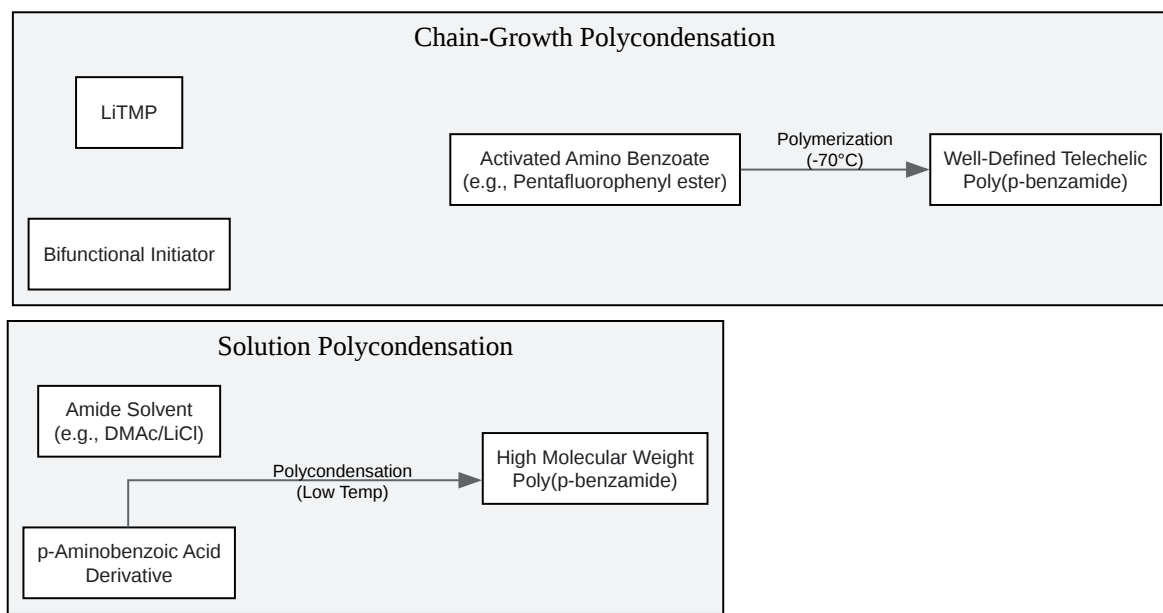 Chain-Growth Polycondensation
LiTMP
Bifunctional Initiator
Activated Amino Benzoate
(e.g., Pentafluorophenyl ester)
Polymerization
(-70°C)
Well-Defined Telechelic
Poly(p-benzamide)
Solution Polycondensation
Amide Solvent
(e.g., DMAc/LiCl)
p-Aminobenzoic Acid
Derivative
Polycondensation
(Low Temp)
High Molecular Weight
Poly(p-benzamide)